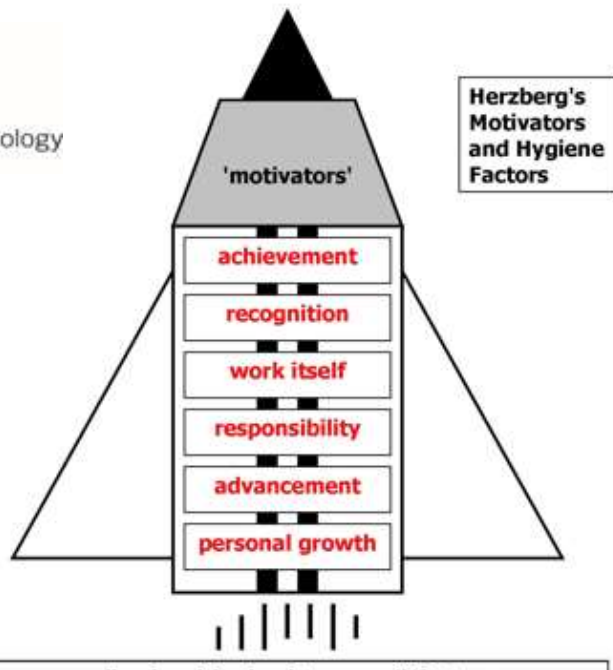 ology
Herzberg's
Motivators
and Hygiene
Factors
'motivators'
achievement
recognition
work itself
responsibility
advancement
personal growth